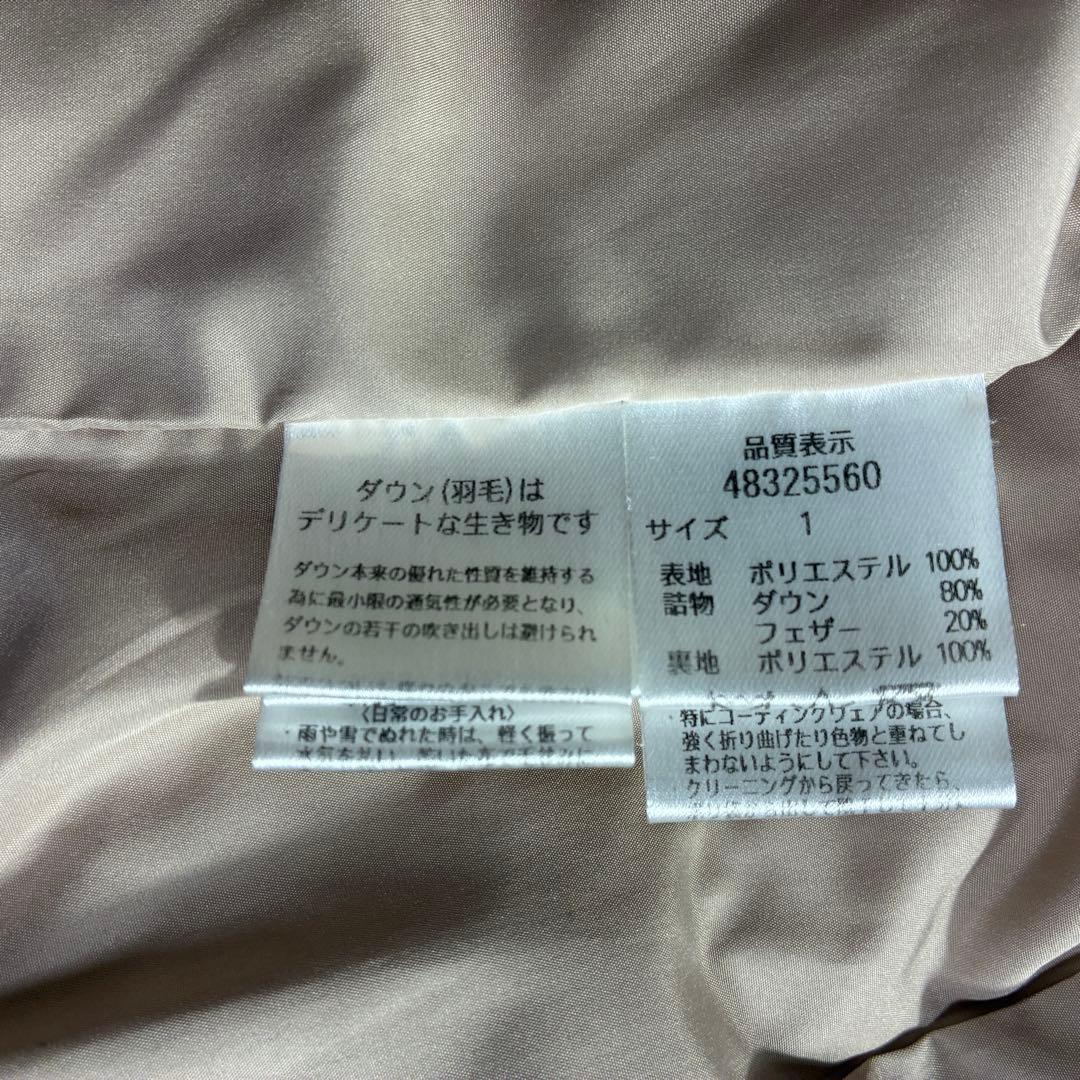 ダウン(羽毛)は
デリケートな生き物です
ダウン本来の優れた性質を維持する
為に最小限の通気性が必要となり、
ダウンの若干の吹き出しは避けられ
ません。
〈日常のお手入れ〉
・雨や雪でぬれた時は、軽く振って
品質表示
48325560
サイズ 1
表地 ポリエステル 100%
詰物 ダウン 80%
フェザー 20%
裏地 ポリエステル 100%
・特にコーティングウェアの場合、
強く折り曲げたり色物と重ねてし
まわないようにして下さい。
クリーニングから戻ってきたら、